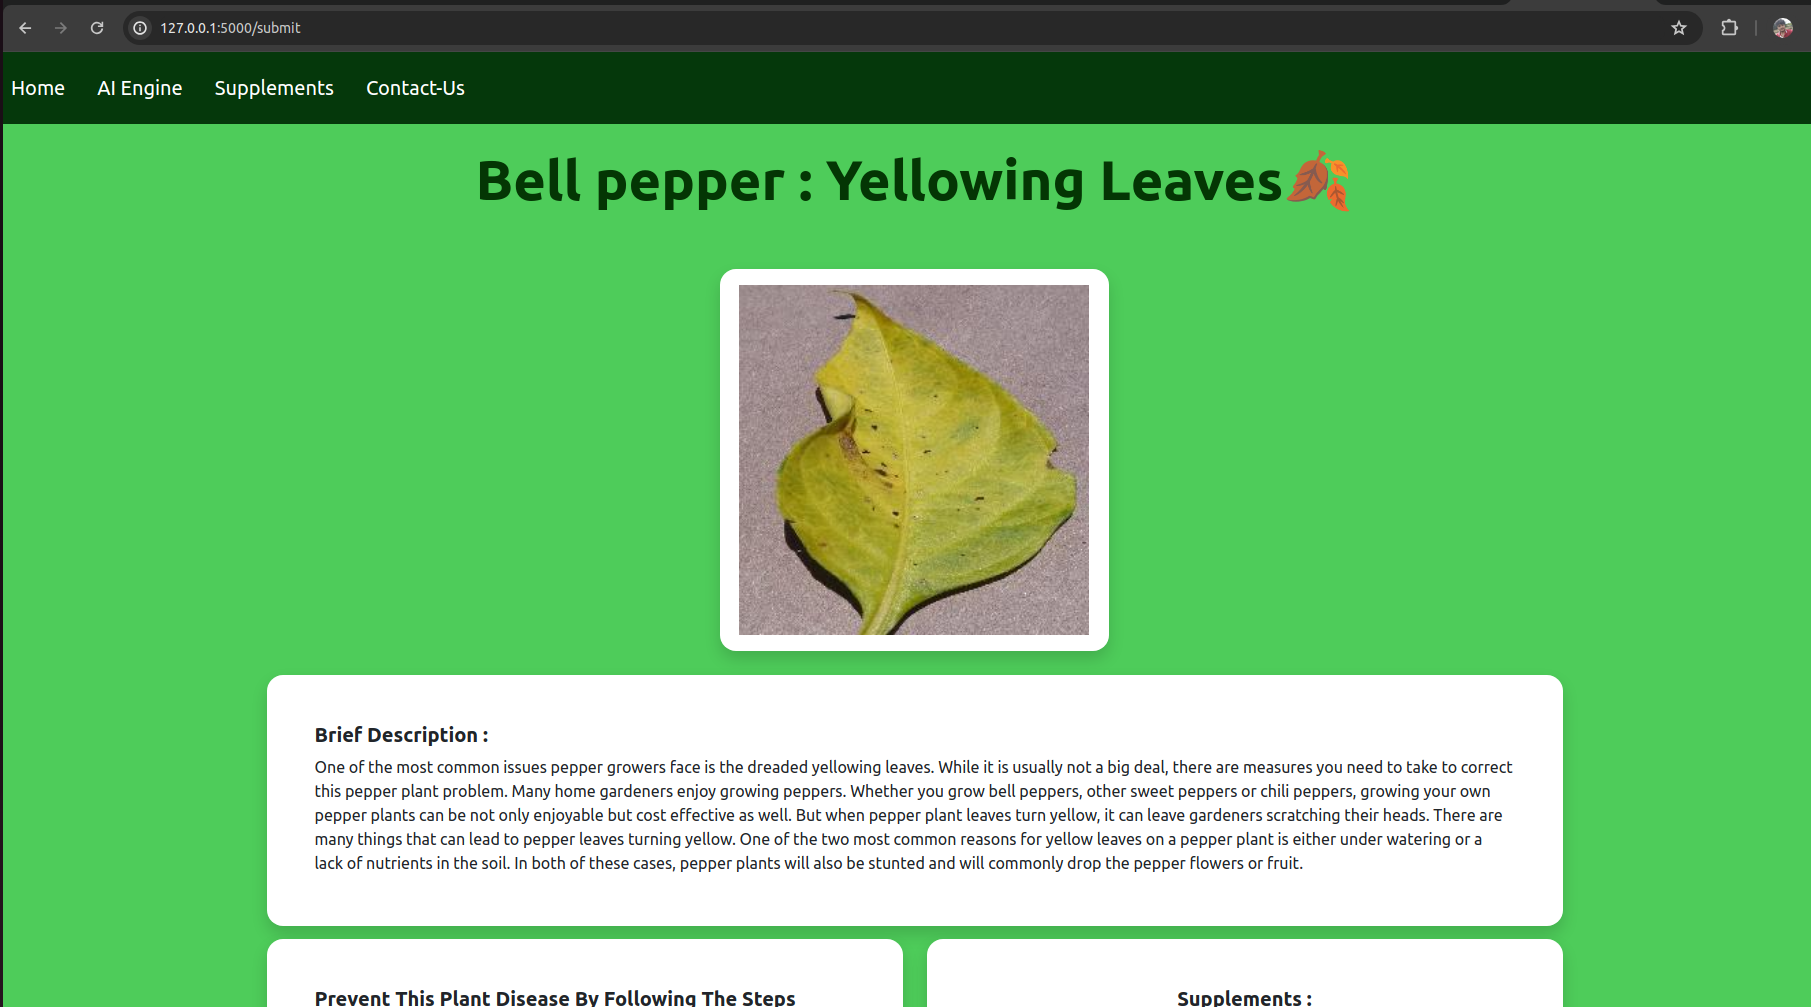 127.0.0.1:5000/submit
Home AI Engine Supplements Contact-Us
Bell pepper : Yellowing Leaves🍂
Brief Description :
One of the most common issues pepper growers face is the dreaded yellowing leaves. While it is usually not a big deal, there are measures you need to take to correct
this pepper plant problem. Many home gardeners enjoy growing peppers. Whether you grow bell peppers, other sweet peppers or chili peppers, growing your own
pepper plants can be not only enjoyable but cost effective as well. But when pepper plant leaves turn yellow, it can leave gardeners scratching their heads. There are
many things that can lead to pepper leaves turning yellow. One of the two most common reasons for yellow leaves on a pepper plant is either under watering or a
lack of nutrients in the soil. In both of these cases, pepper plants will also be stunted and will commonly drop the pepper flowers or fruit.
Prevent This Plant Disease By Following The Steps
Supplements :